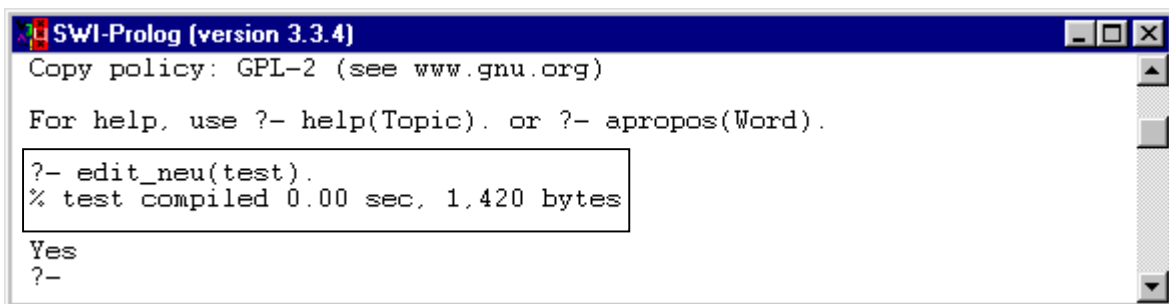 SWI-Prolog (version 3.3.4)
Copy policy: GPL-2 (see www.gnu.org)
For help, use ?- help(Topic). or ?- apropos(Word).
?- edit_neu(test).
% test compiled 0.00 sec, 1,420 bytes
Yes
?-